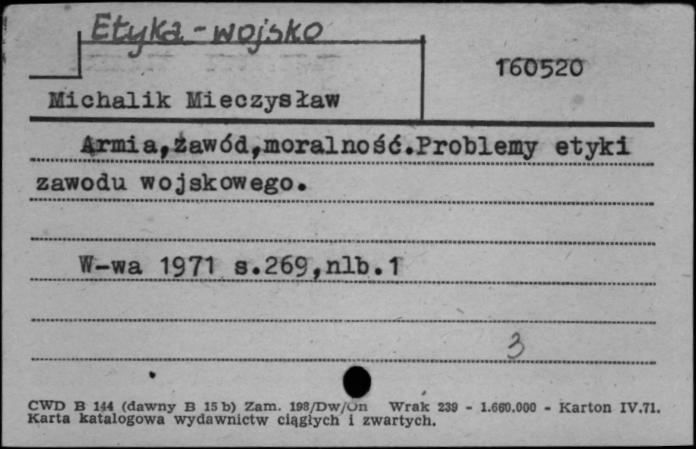 Etyka - wojsko
160520
Michalik Mieczysław
Armia,zawód,moralność.Problemy etyki
zawodu wojskowego.
W-wa 1971 s.269,nlb.1
3
CWD B 144 (dawny B 15 b) Zam. 198/Dw/On Wrak 239 - 1.660.000 - Karton IV.71.
Karta katalogowa wydawnictw ciągłych i zwartych.